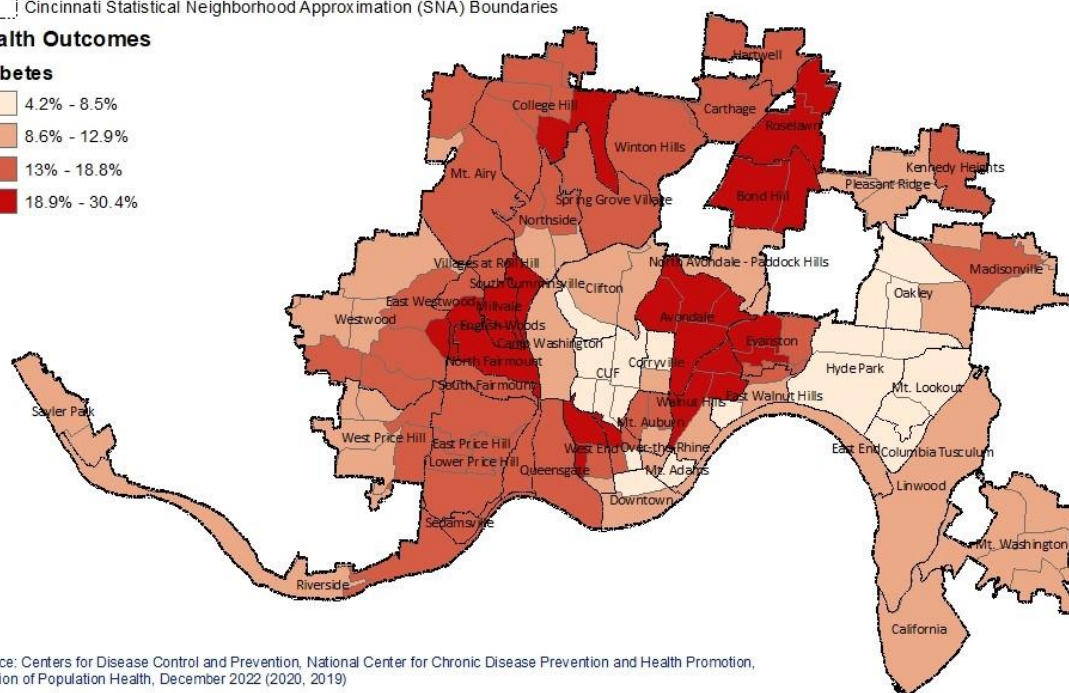 Cincinnati Statistical Neighborhood Approximation (SNA) Boundaries
alth Outcomes
betes
4.2% - 8.5%
8.6% - 12.9%
13% - 18.8%
18.9% - 30.4%
Hartwell
College Hill
Carthage
Roselawn
Winton Hills
Mt. Airy
Kennedy Heights
Pleasant Ridge
Bond Hill
Spring Grove Village
Northside
Villages at Roll Hill
North Avondale - Paddock Hills
Madisonville
South Cumminsville
Clifton
Oakley
East Westwood
Millvale
Westwood
English Woods
Avondale
Camp Washington
Evanston
North Fairmount
Corryville
Hyde Park
CUF
South Fairmount
Mt. Lookout
Walnut Hills
East Walnut Hills
Sayler Park
Mt. Auburn
West Price Hill
East Price Hill
West End
Over-the-Rhine
East End
Columbia Tusculum
Lower Price Hill
Queensgate
Mt. Adams
Linwood
Downtown
Sedamsville
Mt. Washington
Riverside
California
ce: Centers for Disease Control and Prevention, National Center for Chronic Disease Prevention and Health Promotion,
ion of Population Health, December 2022 (2020, 2019)